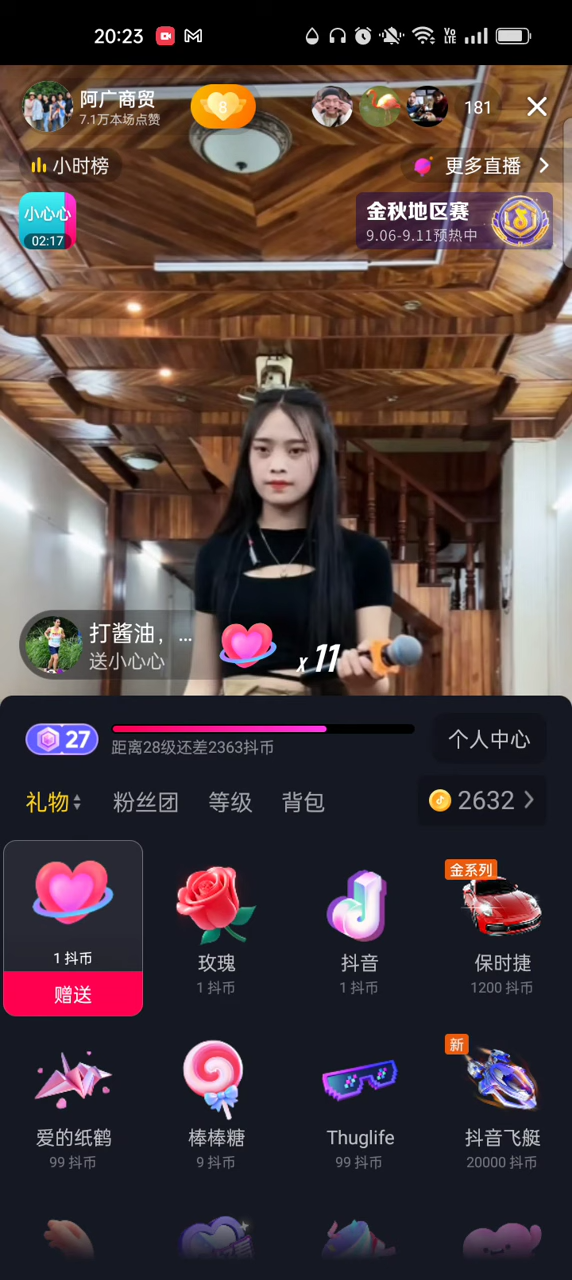 20:23
VO LTE
阿广商贸
7.1万本场点赞
8
181
小时榜
更多直播
小心心
02:17
金秋地区赛
9.06-9.11预热中
打酱油，...
送小心心
x 11
27
距离28级还差2363抖币
个人中心
礼物
粉丝团
等级
背包
2632
1 抖币
赠送
玫瑰
1 抖币
抖音
1 抖币
金系列
保时捷
1200 抖币
爱的纸鹤
99 抖币
棒棒糖
9 抖币
Thuglife
99 抖币
新
抖音飞艇
20000 抖币